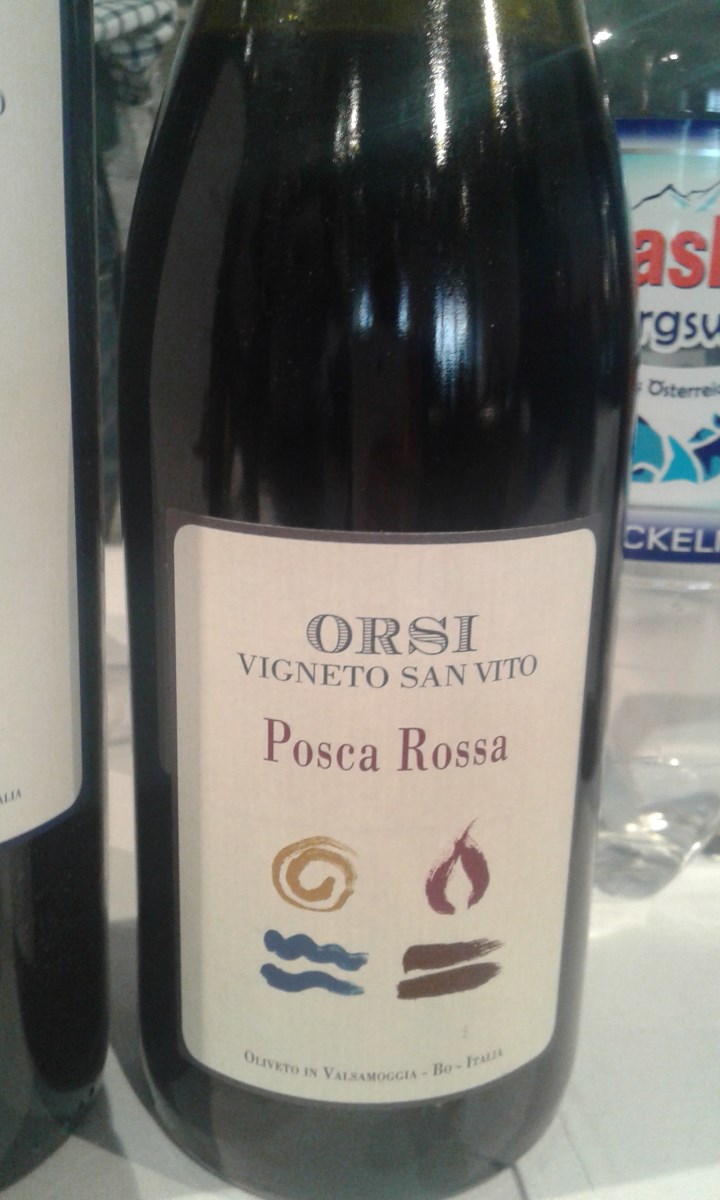 ORSI
VIGNETO SAN VITO
Posca Rossa
OLIVETO IN VALSAMOGGIA - BO - ITALIA